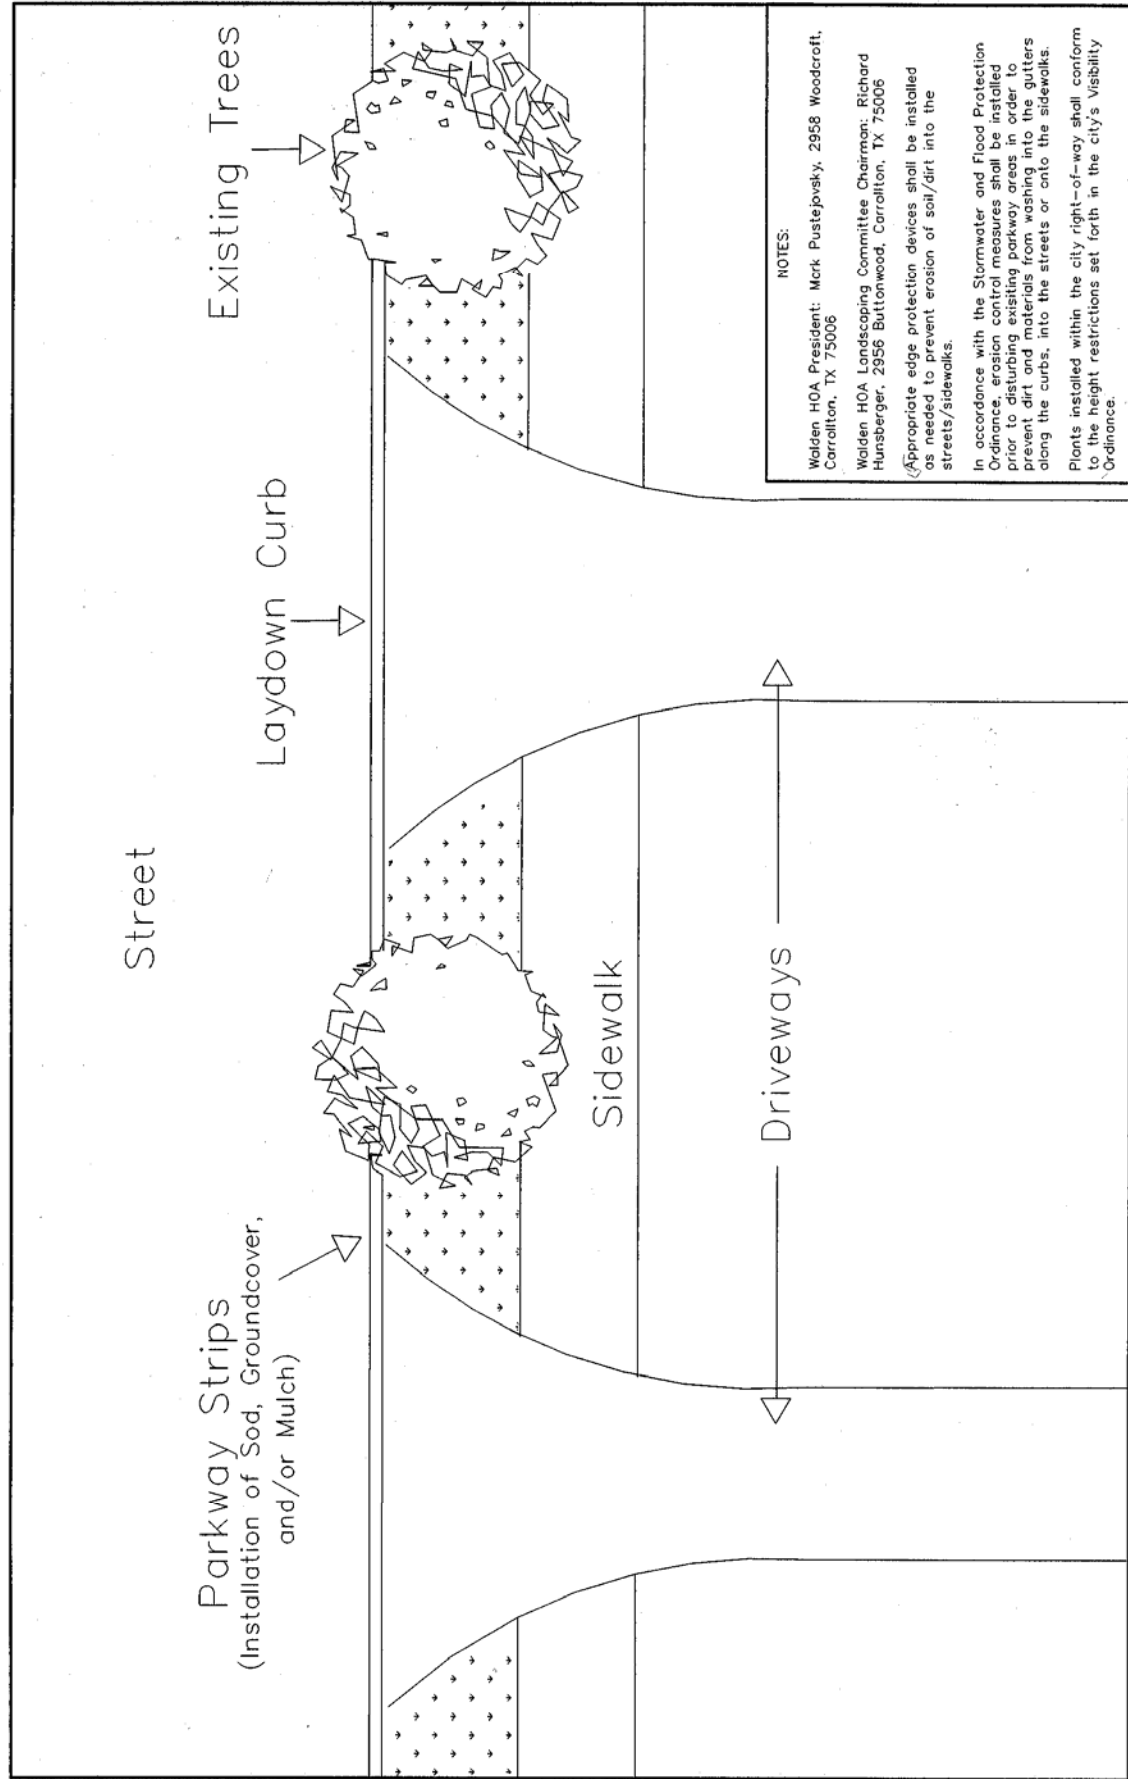 Street
Existing Trees
Laydown Curb
Parkway Strips
(Installation of Sod, Groundcover,
and/or Mulch)
Sidewalk
Driveways
NOTES:
Walden HOA President: Mark Pustejovsky, 2958 Woodcroft,
Carrollton, TX 75006
Walden HOA Landscaping Committee Chairman: Richard
Hunsberger, 2956 Buttonwood, Carrollton, TX 75006
Appropriate edge protection devices shall be installed
as needed to prevent erosion of soil/dirt into the
streets/sidewalks.
In accordance with the Stormwater and Flood Protection
Ordinance, erosion control measures shall be installed
prior to disturbing exisiting parkway areas in order to
prevent dirt and materials from washing into the gutters
along the curbs, into the streets or onto the sidewalks.
Plants installed within the city right-of-way shall conform
to the height restrictions set forth in the city's Visibility
Ordinance.